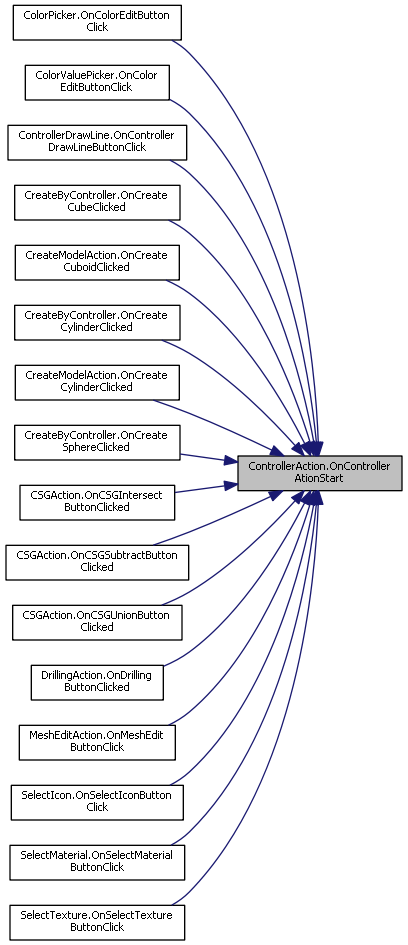 ColorPicker.OnColorEditButton
Click
ColorValuePicker.OnColor
EditButtonClick
ControllerDrawLine.OnController
DrawLineButtonClick
CreateByController.OnCreate
CubeClicked
CreateModelAction.OnCreate
CuboidClicked
CreateByController.OnCreate
CylinderClicked
CreateModelAction.OnCreate
CylinderClicked
CreateByController.OnCreate
SphereClicked
ControllerAction.OnController
AtionStart
CSGAction.OnCSGIntersect
ButtonClicked
CSGAction.OnCSGSubtractButton
Clicked
CSGAction.OnCSGUnionButton
Clicked
DrillingAction.OnDrilling
ButtonClicked
MeshEditAction.OnMeshEdit
ButtonClick
SelectIcon.OnSelectIconButton
Click
SelectMaterial.OnSelectMaterial
ButtonClick
SelectTexture.OnSelectTexture
ButtonClick